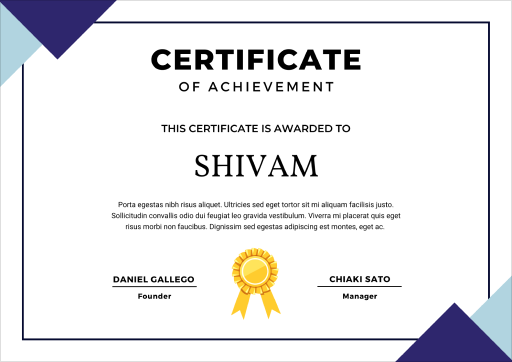 CERTIFICATE
OF ACHIEVEMENT
THIS CERTIFICATE IS AWARDED TO
SHIVAM
Porta egestas nibh risus aliquet. Ultricies sed eget tortor sit mi aliquam facilisis justo.
Sollicitudin convallis odio dui feugiat leo gravida vestibulum. Viverra mi placerat quis eget
risus morbi non faucibus. Dignissim sed egestas adipiscing est montes, eget ac.
DANIEL GALLEGO
Founder
CHIAKI SATO
Manager